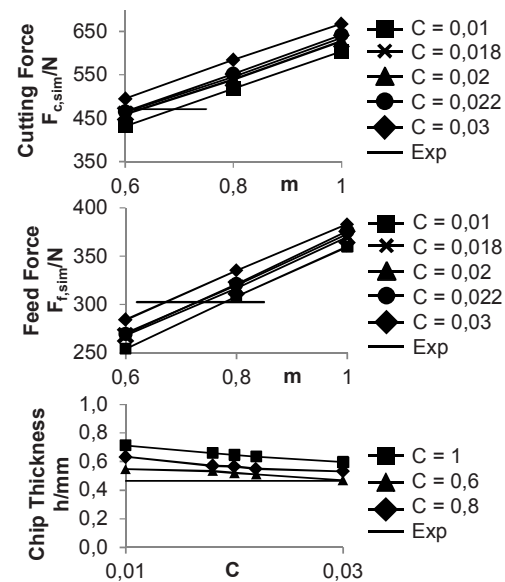 Cutting Force
F_c,sim/N
650
550
450
350
0,6
0,8
m
1
C = 0,01
C = 0,018
C = 0,02
C = 0,022
C = 0,03
Exp
Feed Force
F_f,sim/N
400
350
300
250
0,6
0,8
m
1
C = 0,01
C = 0,018
C = 0,02
C = 0,022
C = 0,03
Exp
Chip Thickness
h/mm
1,0
0,8
0,6
0,4
0,2
0,0
0,01
C
0,03
C = 1
C = 0,6
C = 0,8
Exp